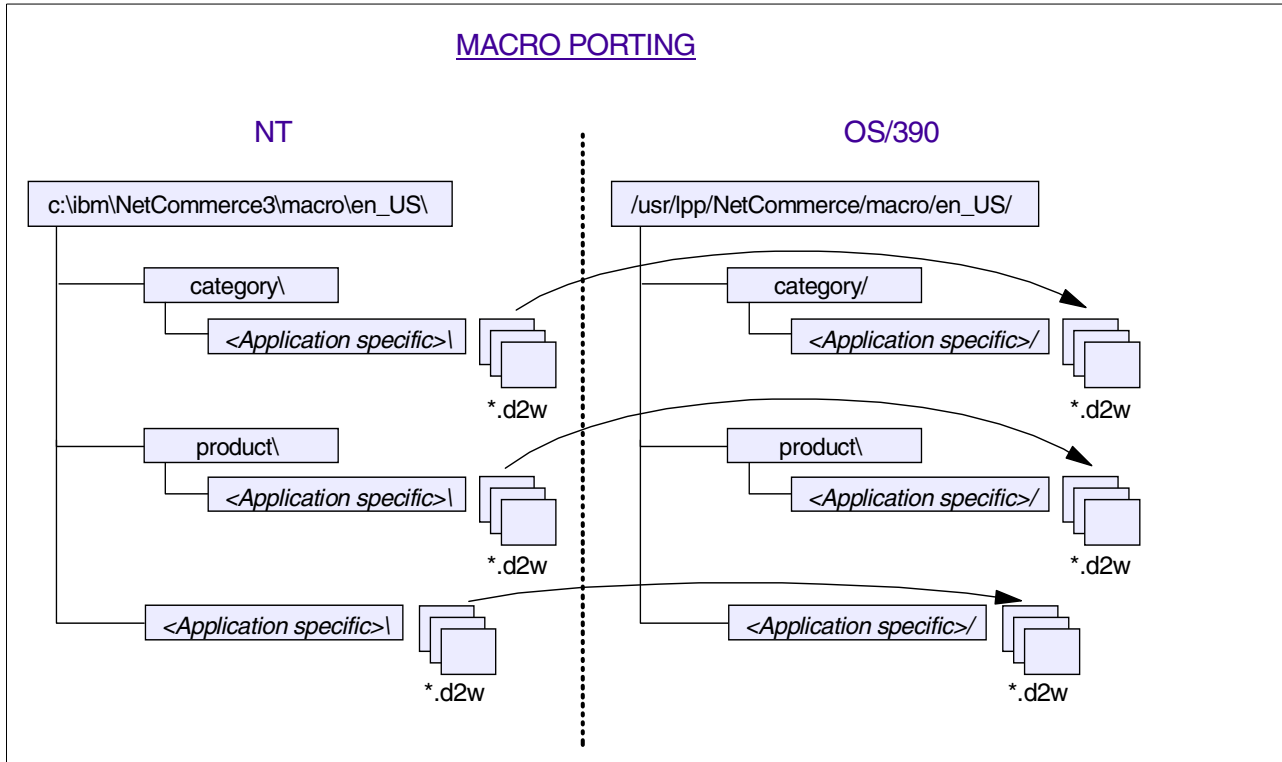 MACRO PORTING
NT
c:\ibm\NetCommerce3\macro\en_US\
category\
<Application specific>\
*.d2w
product\
<Application specific>\
*.d2w
<Application specific>\
*.d2w
OS/390
/usr/lpp/NetCommerce/macro/en_US/
category/
<Application specific>/
*.d2w
product\
<Application specific>/
*.d2w
<Application specific>/
*.d2w